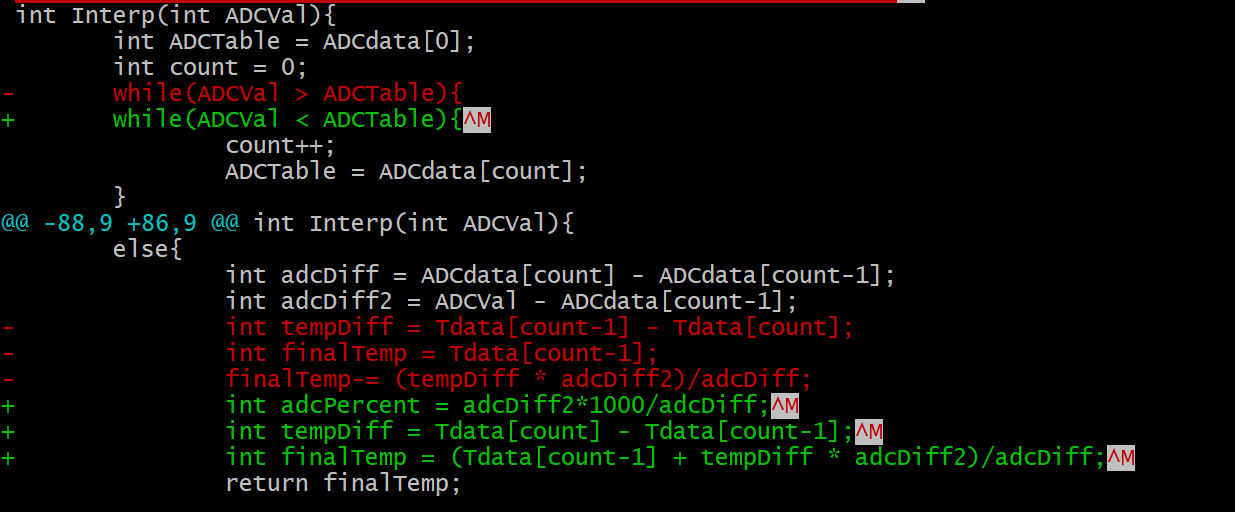 int Interp(int ADCVal){
int ADCTable = ADCdata[0];
int count = 0;
- while(ADCVal > ADCTable){
+ while(ADCVal < ADCTable){^M
count++;
ADCTable = ADCdata[count];
}
@@ -88,9 +86,9 @@ int Interp(int ADCVal){
else{
int adcDiff = ADCdata[count] - ADCdata[count-1];
int adcDiff2 = ADCVal - ADCdata[count-1];
- int tempDiff = Tdata[count-1] - Tdata[count];
- int finalTemp = Tdata[count-1];
- finalTemp-= (tempDiff * adcDiff2)/adcDiff;
+ int adcPercent = adcDiff2*1000/adcDiff;^M
+ int tempDiff = Tdata[count] - Tdata[count-1];^M
+ int finalTemp = (Tdata[count-1] + tempDiff * adcDiff2)/adcDiff;^M
return finalTemp;